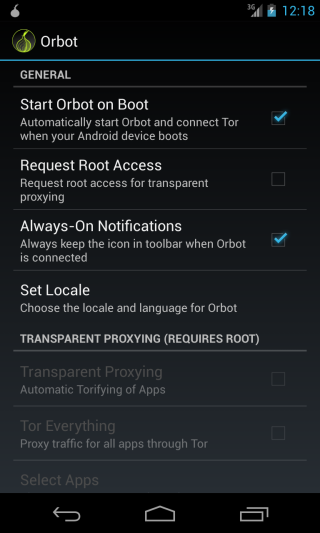 3G
12:18
Orbot
GENERAL
Start Orbot on Boot
Automatically start Orbot and connect Tor
when your Android device boots
Request Root Access
Request root access for transparent
proxying
Always-On Notifications
Always keep the icon in toolbar when Orbot
is connected
Set Locale
Choose the locale and language for Orbot
TRANSPARENT PROXYING (REQUIRES ROOT)
Transparent Proxying
Automatic Torifying of Apps
Tor Everything
Proxy traffic for all apps through Tor
Select Apps